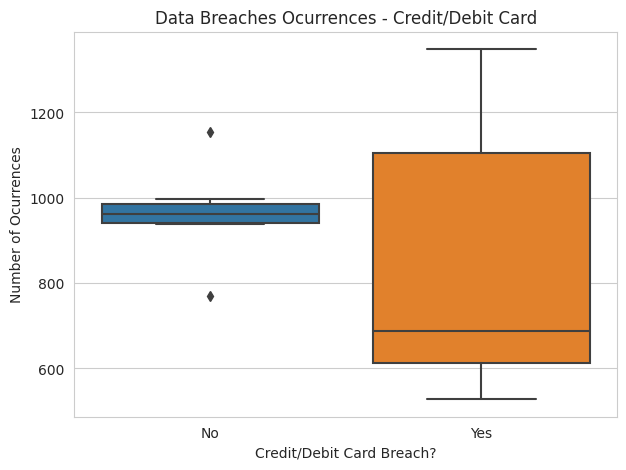 Data Breaches Ocurrences - Credit/Debit Card
Number of Ocurrences
1200
1000
800
600
No
Yes
Credit/Debit Card Breach?